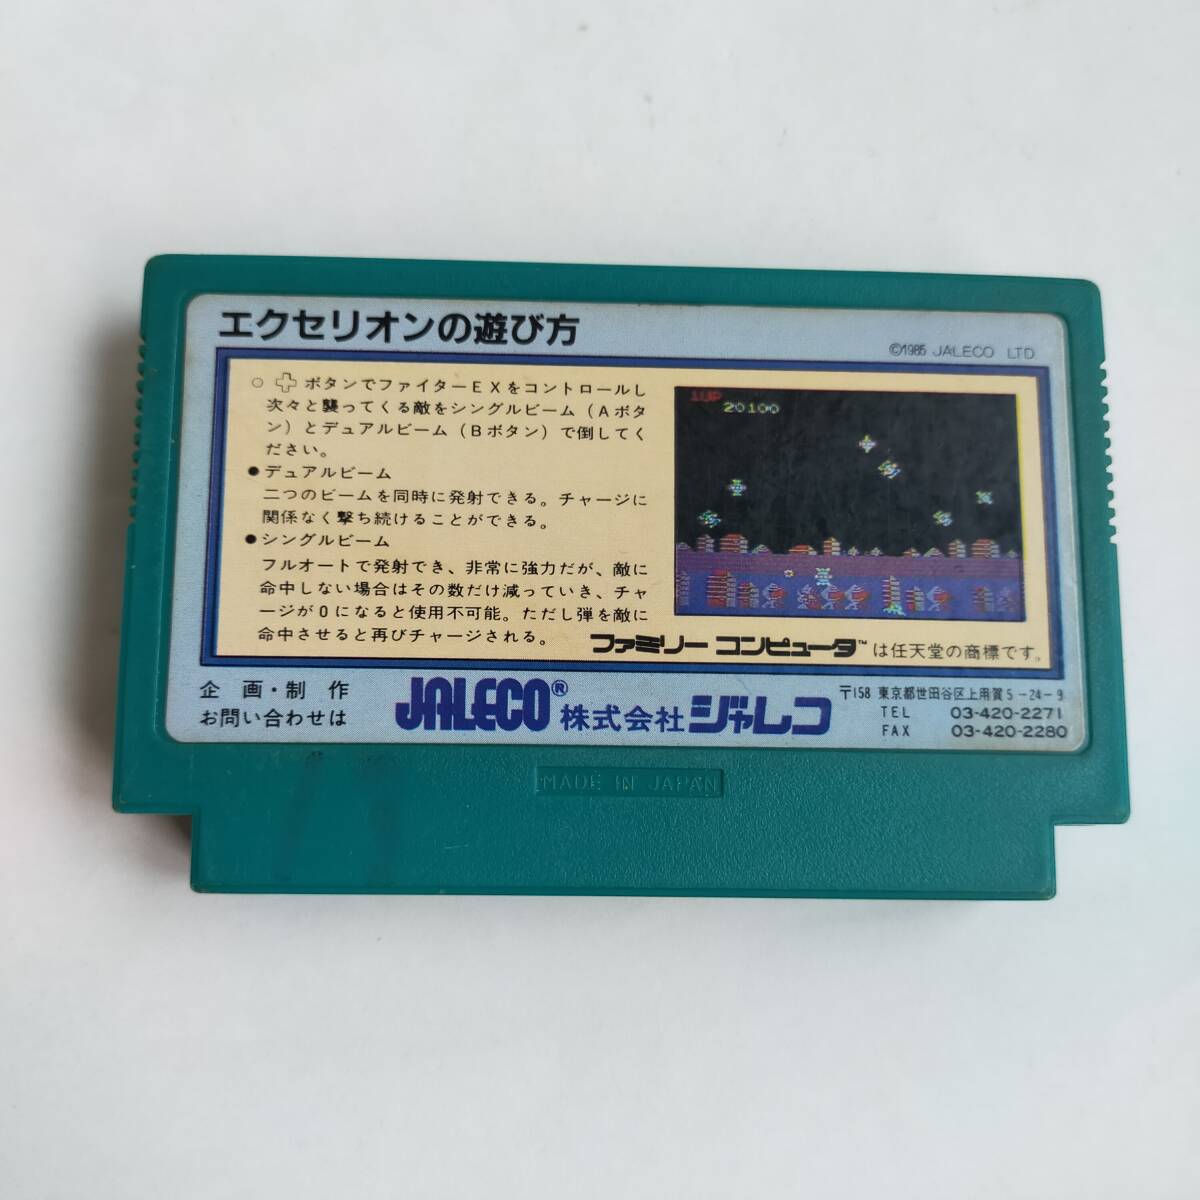 エクセリオンの遊び方
©1985 JALECO LTD
○ ボタンでファイターEXをコントロールし
次々と襲ってくる敵をシングルビーム(Aボタ
ン)とデュアルビーム(Bボタン)で倒してく
ださい。
●デュアルビーム
二つのビームを同時に発射できる。チャージに
関係なく撃ち続けることができる。
●シングルビーム
フルオートで発射でき、非常に強力だが、敵に
命中しない場合はその数だけ減っていき、チャ
ージが0になると使用不可能。ただし弾を敵に
命中させると再びチャージされる。
1UP
20100
ファミリーコンピュータ™は任天堂の商標です。
企画・制作
お問い合わせは
JALECO® 株式会社ジャレコ
〒158 東京都世田谷区上用賀5-24-9
TEL 03-420-2271
FAX 03-420-2280
MADE IN JAPAN